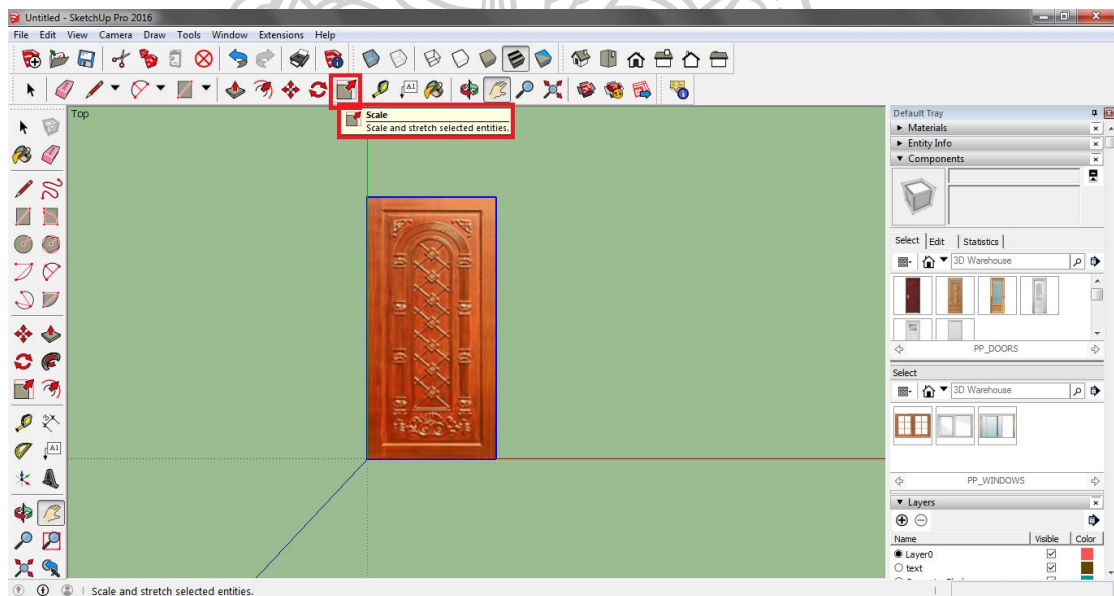 Untitled - SketchUp Pro 2016
File Edit View Camera Draw Tools Window Extensions Help
A1
Top
Scale
Scale and stretch selected entities.
Default Tray
Materials
Entity Info
Components
Select Edit Statistics
3D Warehouse
PP_DOORS
Select
3D Warehouse
A1
PP_WINDOWS
Layers
Name Visible Color
Layer0
text
Scale and stretch selected entities.